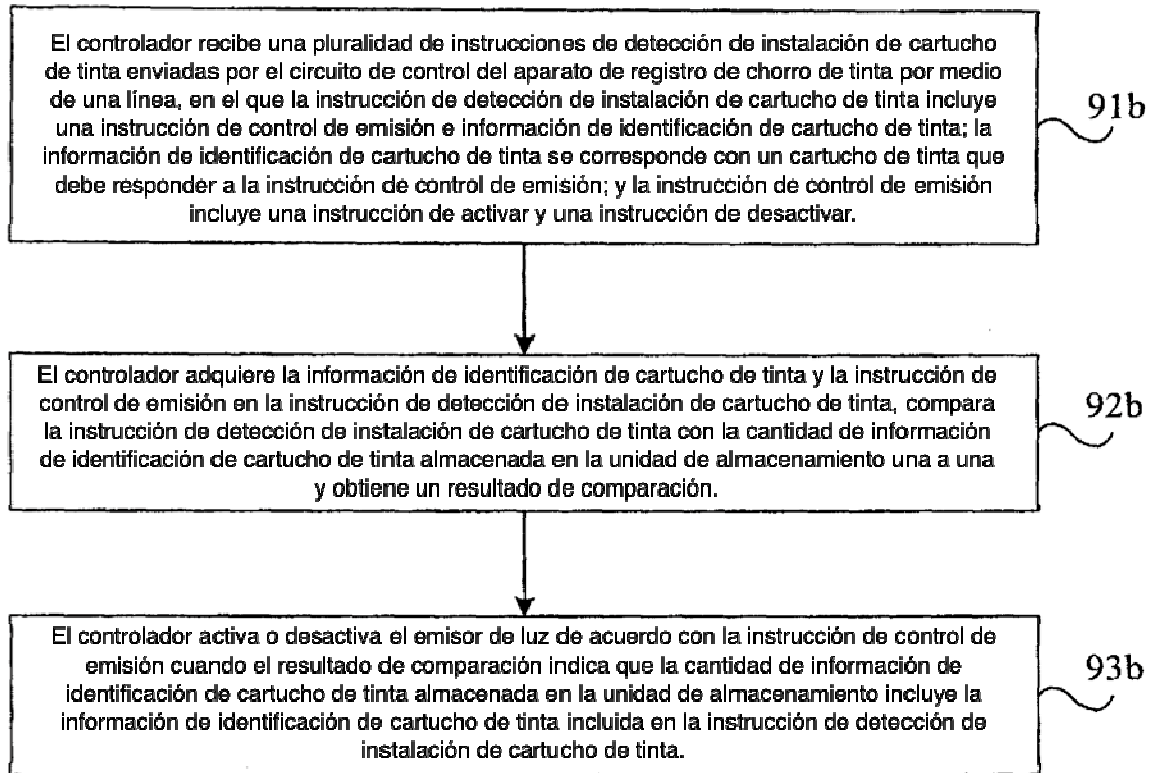 El controlador recibe una pluralidad de instrucciones de detección de instalación de cartucho
de tinta enviadas por el circuito de control del aparato de registro de chorro de tinta por medio
de una línea, en el que la instrucción de detección de instalación de cartucho de tinta incluye
una instrucción de control de emisión e información de identificación de cartucho de tinta; la
información de identificación de cartucho de tinta se corresponde con un cartucho de tinta que
debe responder a la instrucción de control de emisión; y la instrucción de control de emisión
incluye una instrucción de activar y una instrucción de desactivar.
91b
El controlador adquiere la información de identificación de cartucho de tinta y la instrucción de
control de emisión en la instrucción de detección de instalación de cartucho de tinta, compara
la instrucción de detección de instalación de cartucho de tinta con la cantidad de información
de identificación de cartucho de tinta almacenada en la unidad de almacenamiento una a una
y obtiene un resultado de comparación.
92b
El controlador activa o desactiva el emisor de luz de acuerdo con la instrucción de control de
emisión cuando el resultado de comparación indica que la cantidad de información de
identificación de cartucho de tinta almacenada en la unidad de almacenamiento incluye la
información de identificación de cartucho de tinta incluida en la instrucción de detección de
instalación de cartucho de tinta.
93b